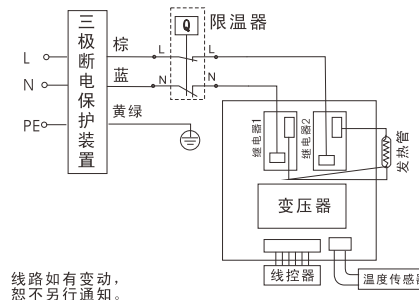 限温器
Q
L
N
PE
三极断电保护装置
棕
蓝
黄绿
L
L
N
N
继电器1
继电器2
发热管
变压器
线控器
温度传感器
线路如有变动，
恕不另行通知。